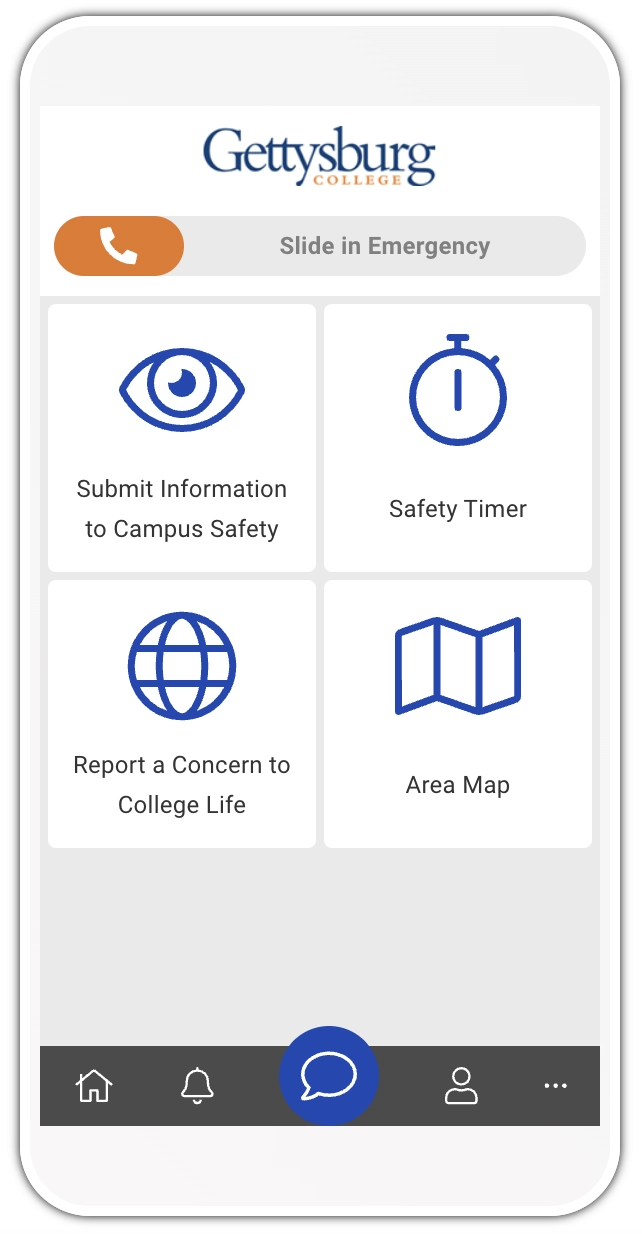 Gettysburg
COLLEGE
Slide in Emergency
Submit Information
to Campus Safety
Safety Timer
Report a Concern to
College Life
Area Map